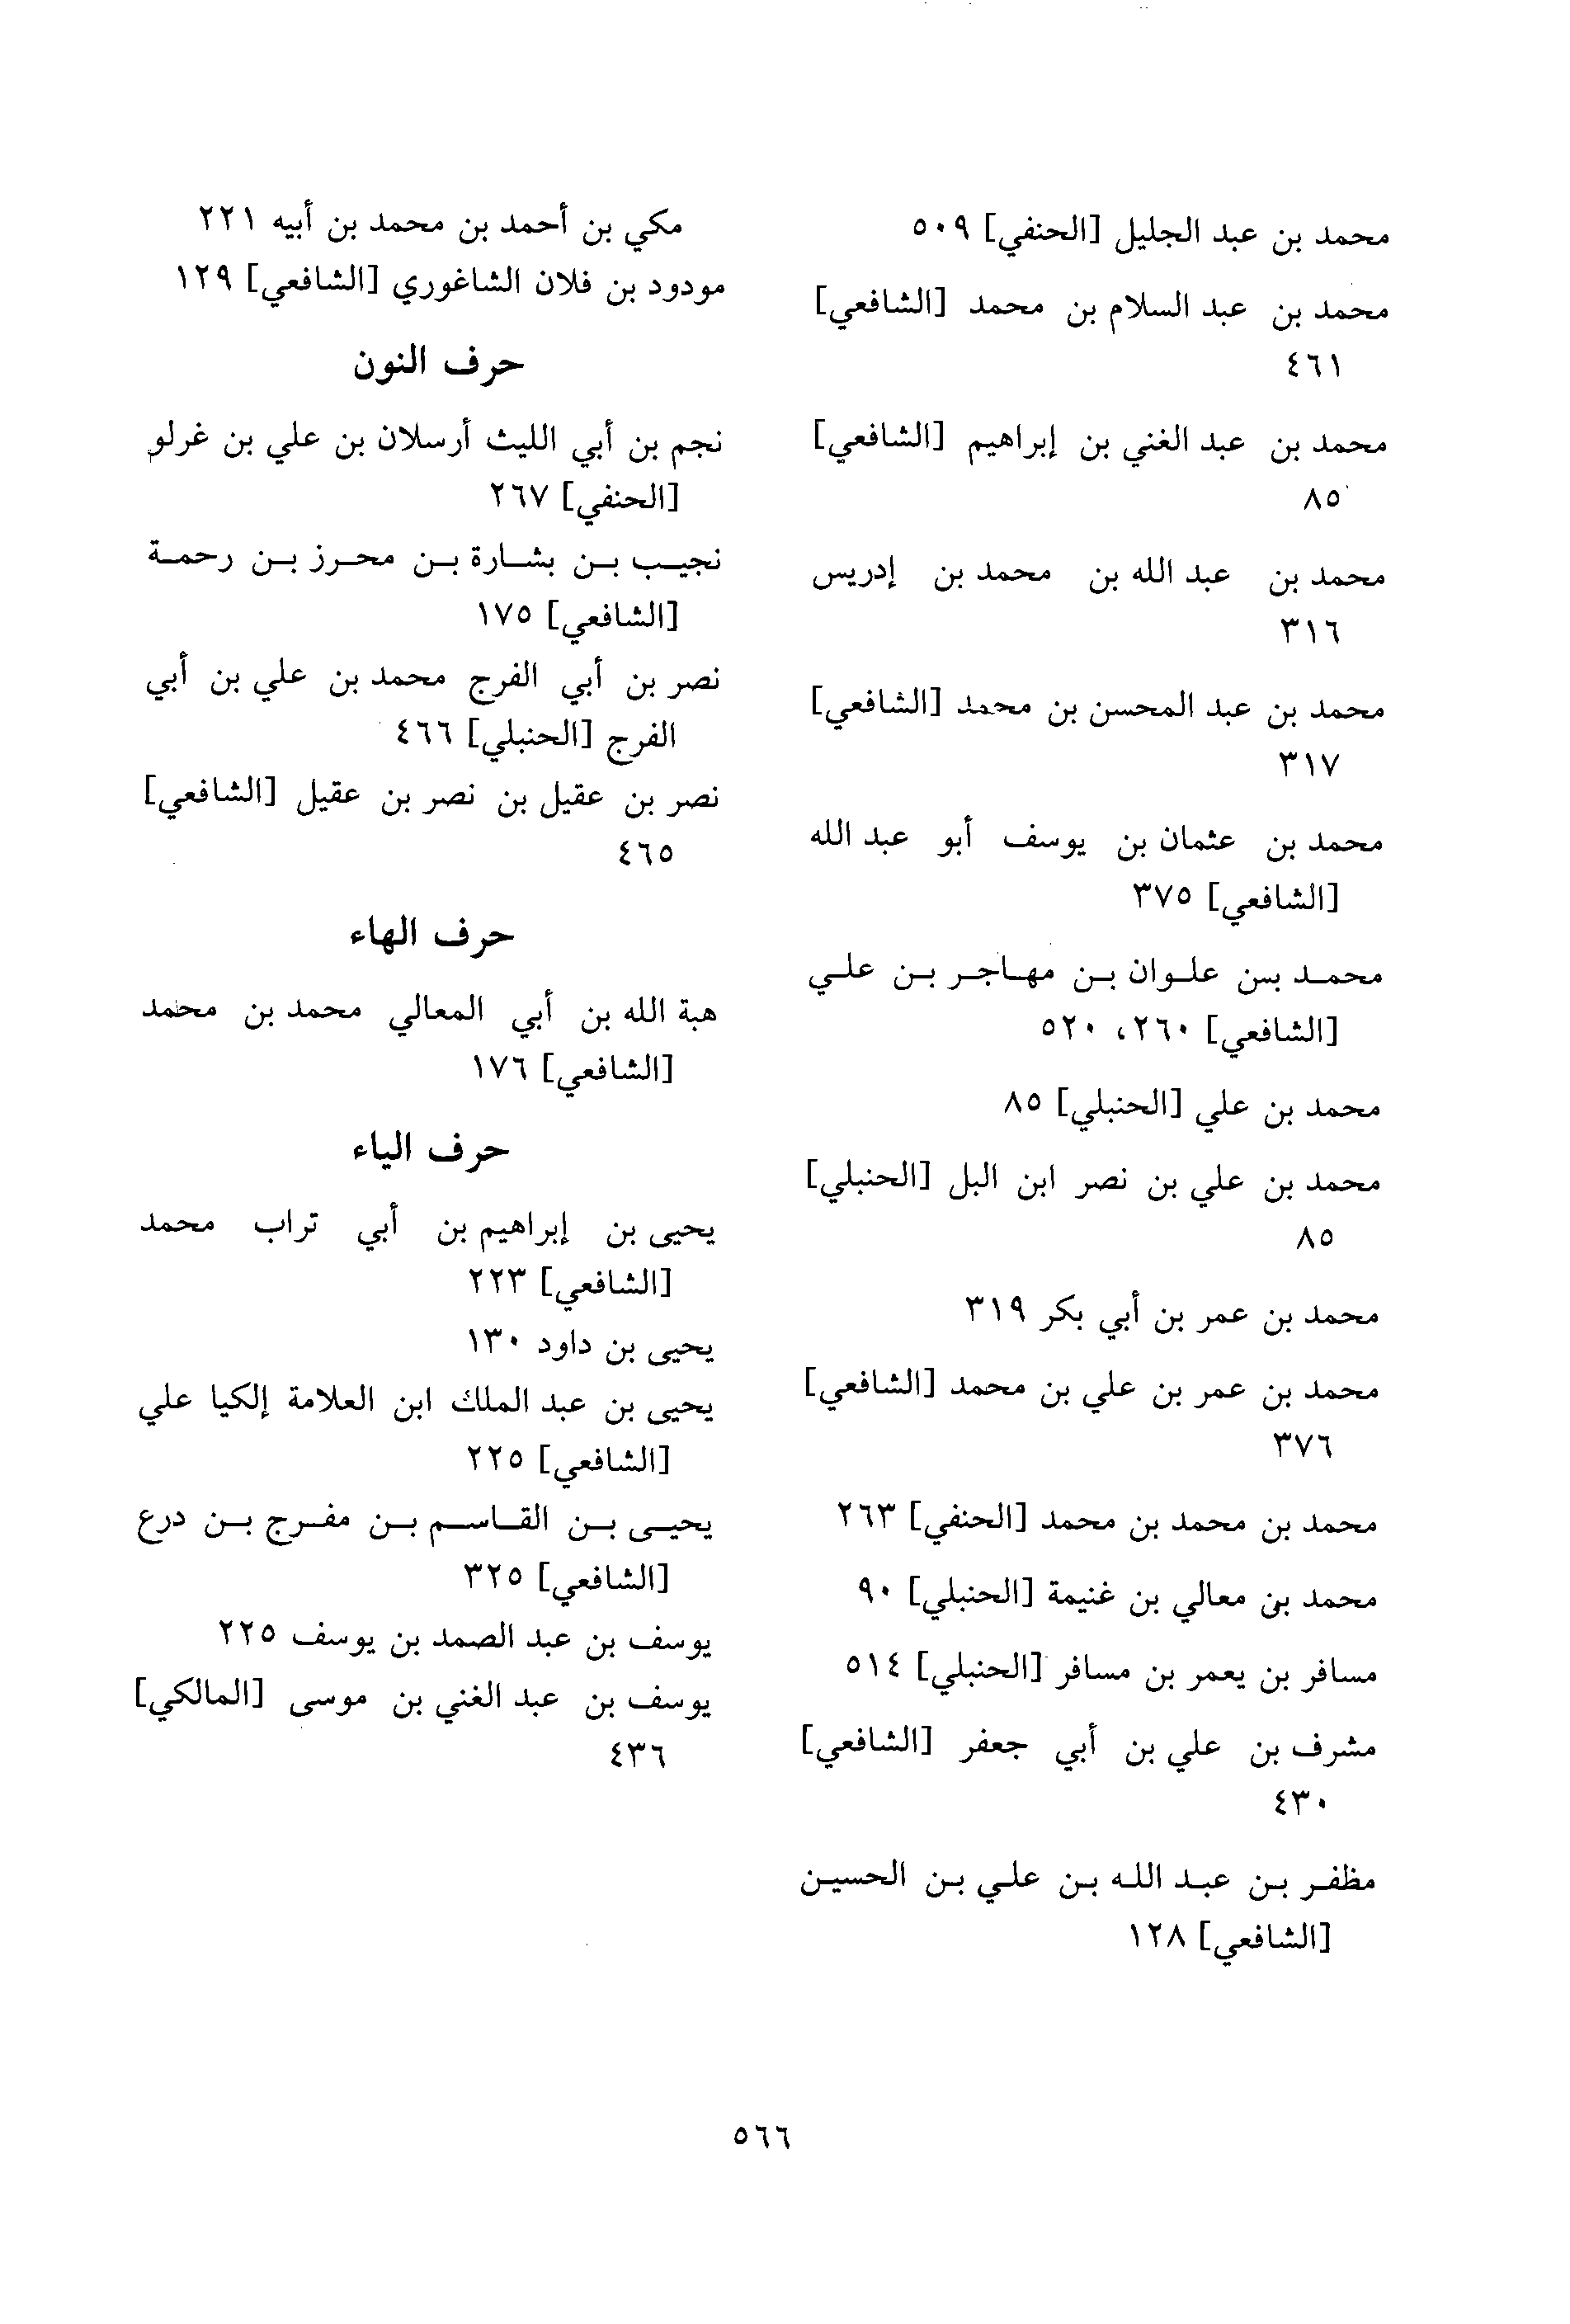 محمد بن عبد الجليل [الحنفي] ٥٠٩
محمد بن عبد السلام بن محمد [الشافعي]
٤٦١
محمد بن عبد الغني بن إبراهيم [الشافعي]
٨٥
محمد بن عبد الله بن محمد بن إدريس
٣١٦
محمد بن عبد المحسن بن محمد [الشافعي]
٣١٧
محمد بن عثمان بن يوسف أبو عبد الله
[الشافعي] ٣٧٥
محمد بن علوان بن مهاجر بن علي
[الشافعي] ٢٦٠، ٥٢٠
محمد بن علي [الحنبلي] ٨٥
محمد بن علي بن نصر ابن البل [الحنبلي]
٨٥
محمد بن عمر بن أبي بكر ٣١٩
محمد بن عمر بن علي بن محمد [الشافعي]
٣٧٦
محمد بن محمد بن محمد [الحنفي] ٢٦٣
محمد بن معالي بن غنيمة [الحنبلي] ٩٠
مسافر بن يعمر بن مسافر [الحنبلي] ٥١٤
مشرف بن علي بن أبي جعفر [الشافعي]
٤٣٠
مظفر بن عبد الله بن علي بن الحسين
[الشافعي] ١٢٨
مكي بن أحمد بن محمد بن أبيه ٢٢١
مودود بن فلان الشاغوري [الشافعي] ١٢٩
حرف النون
نجم بن أبي الليث أرسلان بن علي بن غرلو
[الحنفي] ٢٦٧
نجيب بن بشارة بن محرز بن رحمة
[الشافعي] ١٧٥
نصر بن أبي الفرج محمد بن علي بن أبي
الفرج [الحنبلي] ٤٦٦
نصر بن عقيل بن نصر بن عقيل [الشافعي]
٤٦٥
حرف الهاء
هبة الله بن أبي المعالي محمد بن محمد
[الشافعي] ١٧٦
حرف الياء
يحيى بن إبراهيم بن أبي تراب محمد
[الشافعي] ٢٢٣
يحيى بن داود ١٣٠
يحيى بن عبد الملك ابن العلامة إلكيا علي
[الشافعي] ٢٢٥
يحيى بن القاسم بن مفرج بن درع
[الشافعي] ٣٢٥
يوسف بن عبد الصمد بن يوسف ٢٢٥
يوسف بن عبد الغني بن موسى [المالكي]
٤٣٦
٥٦٦